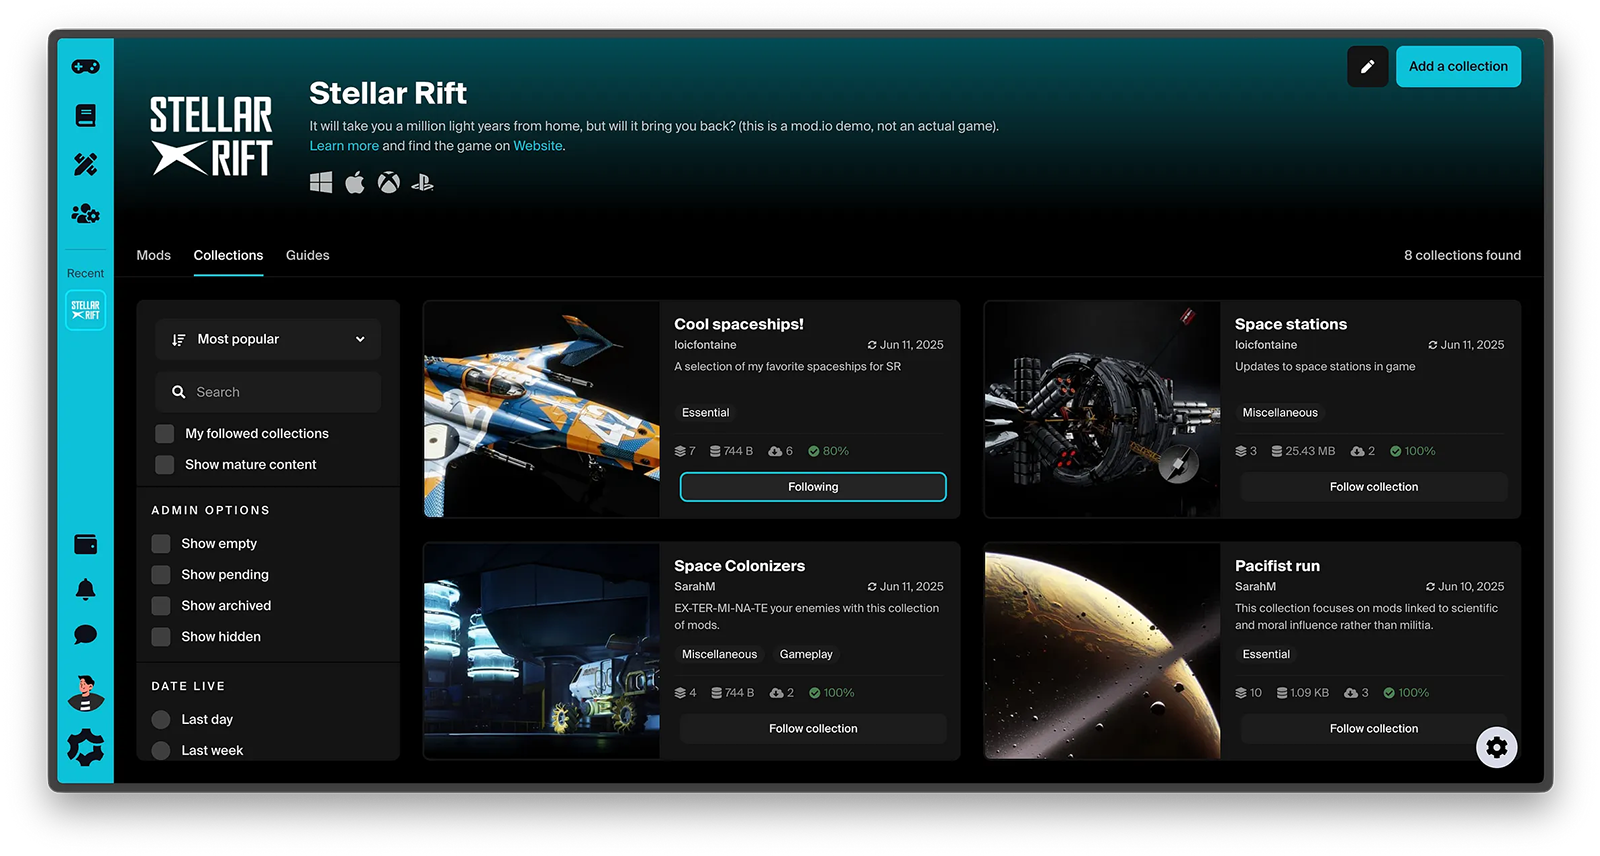 Add a collection
STELLAR
RIFT
Stellar Rift
It will take you a million light years from home, but will it bring you back? (this is a mod.io demo, not an actual game).
Learn more and find the game on Website.
Mods
Collections
Guides
8 collections found
Recent
STELLAR
RIFT
Most popular
Search
My followed collections
Show mature content
ADMIN OPTIONS
Show empty
Show pending
Show archived
Show hidden
DATE LIVE
Last day
Last week
Cool spaceships!
loicfontaine
Jun 11, 2025
A selection of my favorite spaceships for SR
Essential
7 744 B 6 80%
Following
Space stations
loicfontaine
Jun 11, 2025
Updates to space stations in game
Miscellaneous
3 25.43 MB 2 100%
Follow collection
Space Colonizers
SarahM
Jun 11, 2025
EX-TER-MI-NA-TE your enemies with this collection
of mods.
Miscellaneous Gameplay
4 744 B 2 100%
Follow collection
Pacifist run
SarahM
Jun 10, 2025
This collection focuses on mods linked to scientific
and moral influence rather than militia.
Essential
10 1.09 KB 3 100%
Follow collection